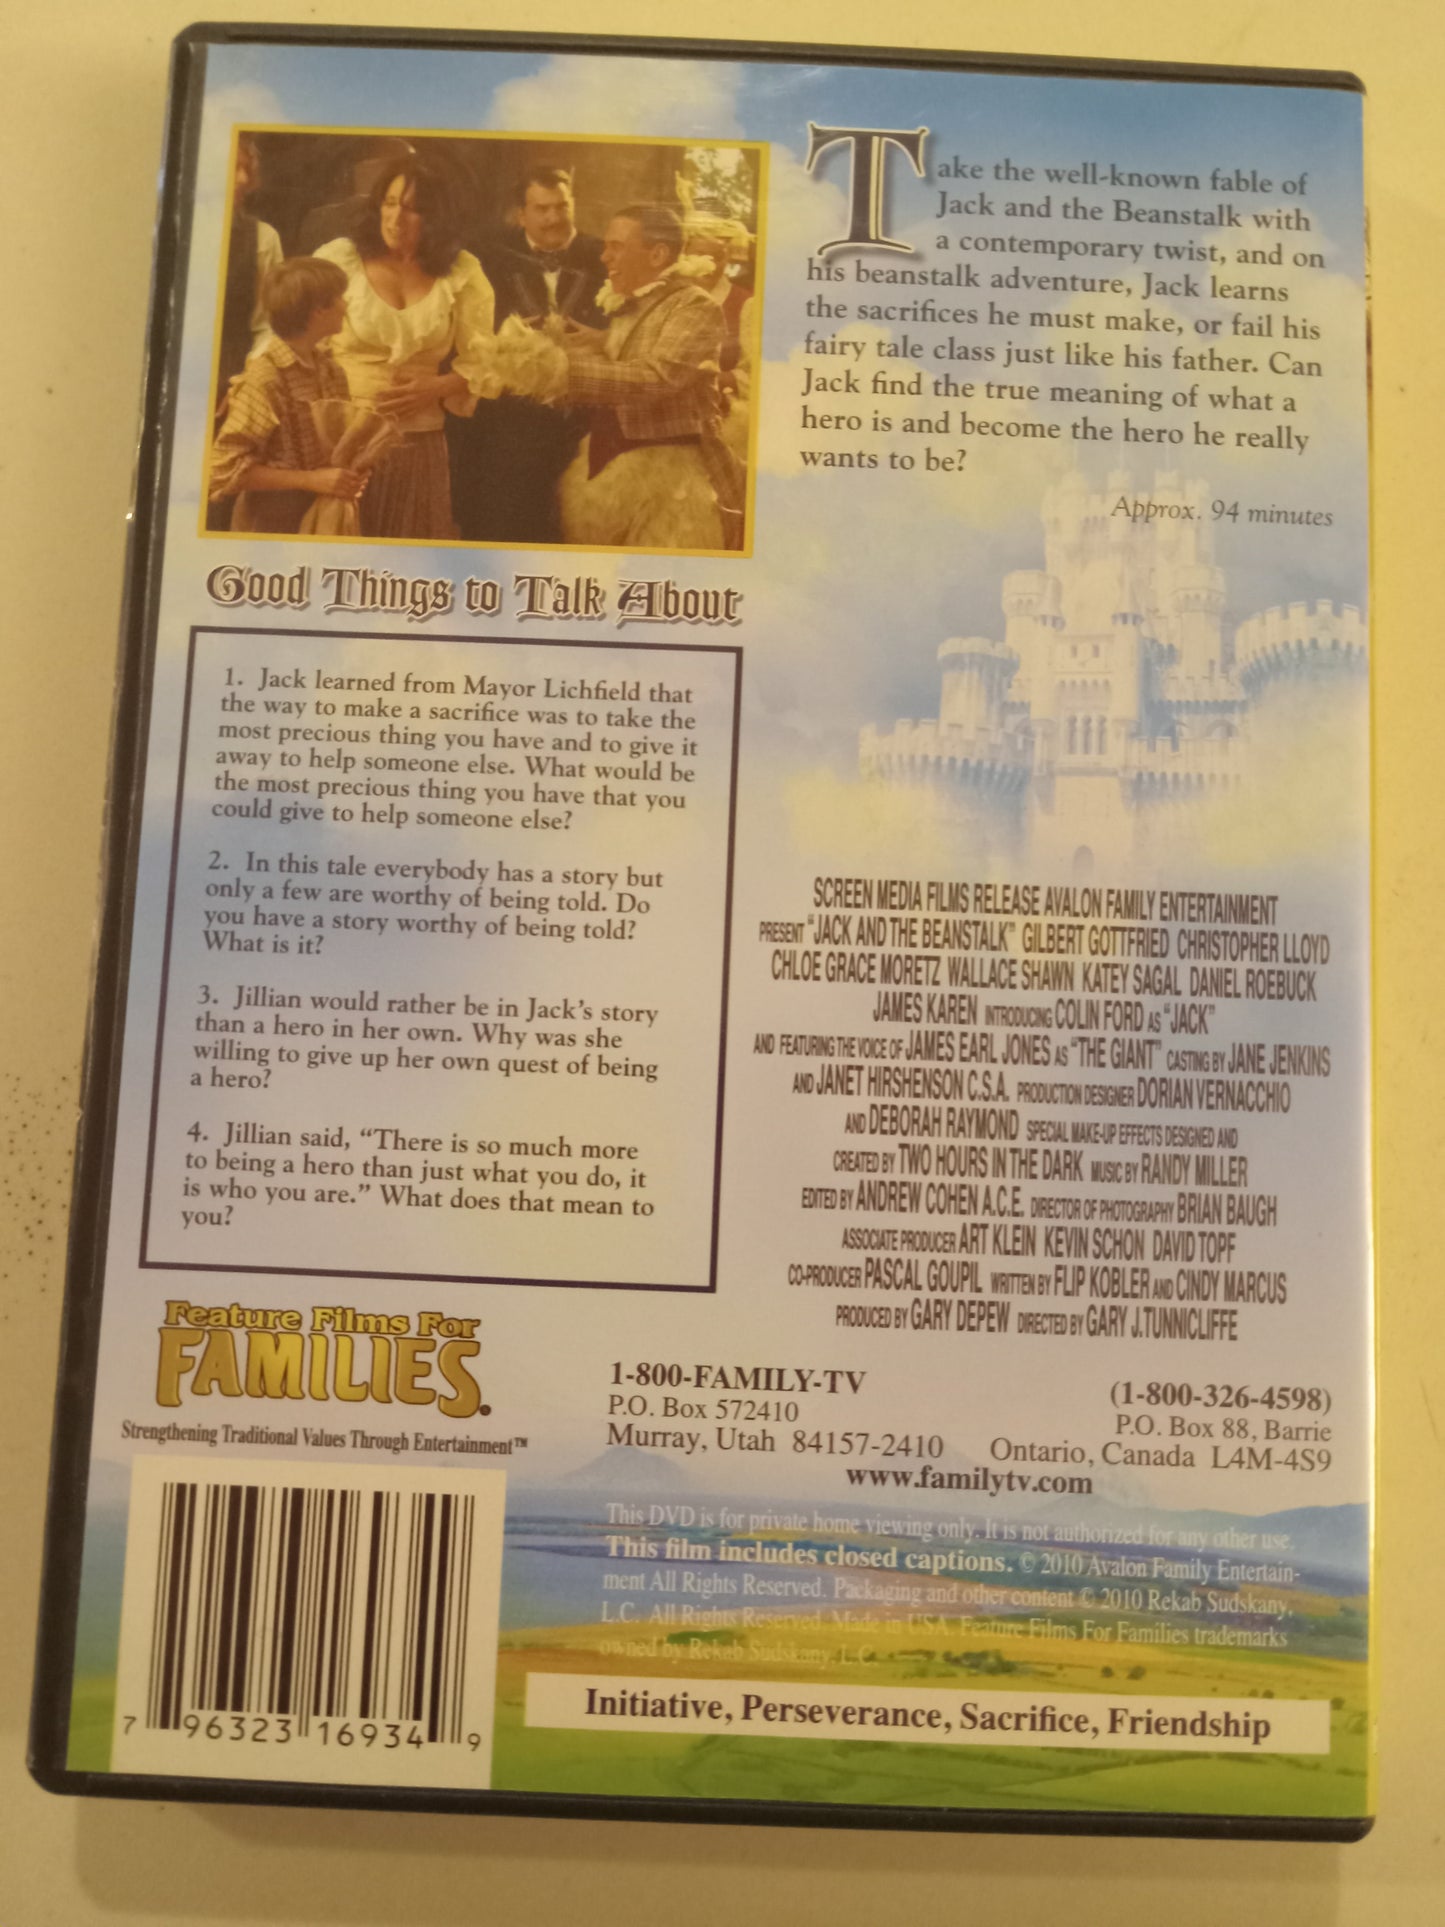 Take the well-known fable of
Jack and the Beanstalk with
a contemporary twist, and on
his beanstalk adventure, Jack learns
the sacrifices he must make, or fail his
fairy tale class just like his father. Can
Jack find the true meaning of what a
hero is and become the hero he really
wants to be?
Approx. 94 minutes
Good Things to Talk About
1. Jack learned from Mayor Lichfield that
the way to make a sacrifice was to take the
most precious thing you have and to give it
away to help someone else. What would be
the most precious thing you have that you
could give to help someone else?
2. In this tale everybody has a story but
only a few are worthy of being told. Do
you have a story worthy of being told?
What is it?
3. Jillian would rather be in Jack's story
than a hero in her own. Why was she
willing to give up her own quest of being
a hero?
4. Jillian said, “There is so much more
to being a hero than just what you do, it
is who you are.” What does that mean to
you?
SCREEN MEDIA FILMS RELEASE AVALON FAMILY ENTERTAINMENT
PRESENT "JACK AND THE BEANSTALK" GILBERT GOTTFRIED CHRISTOPHER LLOYD
CHLOE GRACE MORETZ WALLACE SHAWN KATEY SAGAL DANIEL ROEBUCK
JAMES KAREN INTRODUCING COLIN FORD AS "JACK"
AND FEATURING THE VOICE OF JAMES EARL JONES AS "THE GIANT" CASTING BY JANE JENKINS
AND JANET HIRSHENSON C.S.A. PRODUCTION DESIGNER DORIAN VERNACCHIO
AND DEBORAH RAYMOND SPECIAL MAKE-UP EFFECTS DESIGNED AND
CREATED BY TWO HOURS IN THE DARK MUSIC BY RANDY MILLER
EDITED BY ANDREW COHEN A.C.E. DIRECTOR OF PHOTOGRAPHY BRIAN BAUGH
ASSOCIATE PRODUCER ART KLEIN KEVIN SCHON DAVID TOPF
CO-PRODUCER PASCAL GOUPIL WRITTEN BY FLIP KOBLER AND CINDY MARCUS
PRODUCED BY GARY DEPEW DIRECTED BY GARY J. TUNNICLIFFE
Feature Films For
FAMILIES.
Strengthening Traditional Values Through Entertainment™
1-800-FAMILY-TV (1-800-326-4598)
P.O. Box 572410 P.O. Box 88, Barrie
Murray, Utah 84157-2410 Ontario, Canada L4M-4S9
www.familytv.com
This DVD is for private home viewing only. It is not authorized for any other use.
This film includes closed captions. © 2010 Avalon Family Entertain-
ment All Rights Reserved. Packaging and other content © 2010 Rekab Sudskany,
L.C. All Rights Reserved. Made in USA. Feature Films For Families trademarks
owned by Rekab Sudskany, L.C.
Initiative, Perseverance, Sacrifice, Friendship
7 96323 16934 9